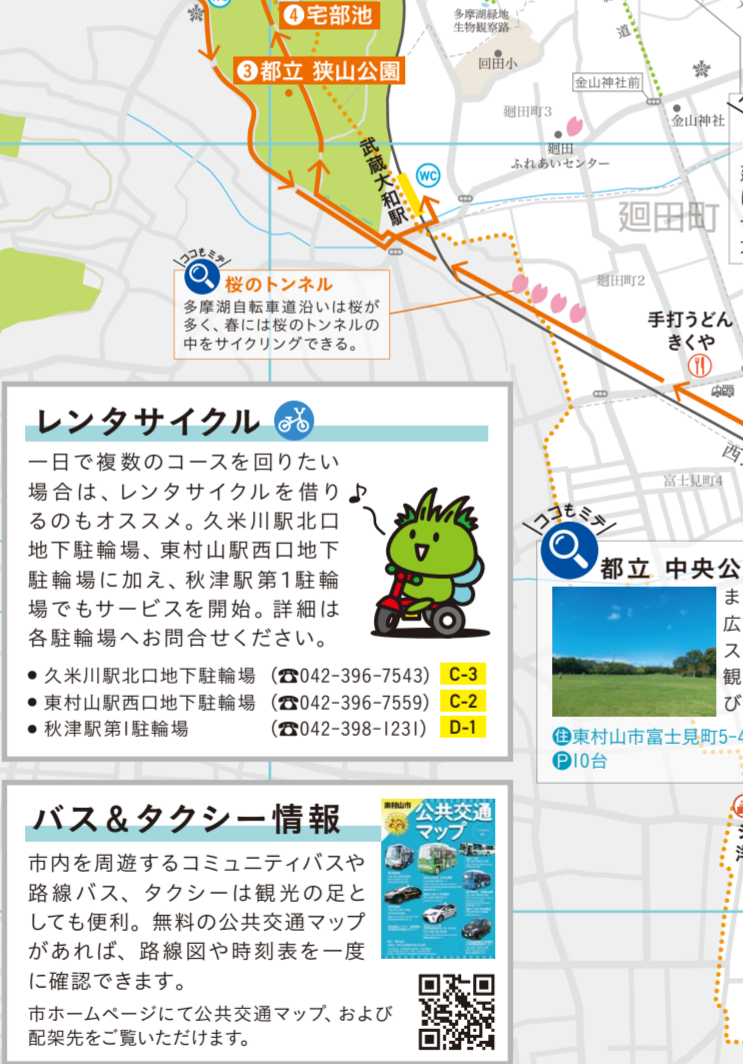 WC
❹宅部池
❸都立 狭山公園
多摩湖緑地
生物観察路
回田小
道
金山神社前
金山神社
廻田町3
廻田
ふれあいセンター
武蔵大和駅
WC
廻田町
ココもミテ
桜のトンネル
多摩湖自転車道沿いは桜が
多く、春には桜のトンネルの
中をサイクリングできる。
廻田町2
手打うどん
きくや
西
富士見町4
レンタサイクル
一日で複数のコースを回りたい
場合は、レンタサイクルを借り
るのもオススメ。久米川駅北口
地下駐輪場、東村山駅西口地下
駐輪場に加え、秋津駅第1駐輪
場でもサービスを開始。詳細は
各駐輪場へお問合せください。
● 久米川駅北口地下駐輪場 (☎042-396-7543) C-3
● 東村山駅西口地下駐輪場 (☎042-396-7559) C-2
● 秋津駅第1駐輪場 (☎042-398-1231) D-1
ココもミテ
都立 中央公
ま
広
ス
観
び
住東村山市富士見町5-4
P10台
バス&タクシー情報
市内を周遊するコミュニティバスや
路線バス、タクシーは観光の足と
しても便利。無料の公共交通マップ
があれば、路線図や時刻表を一度
に確認できます。
市ホームページにて公共交通マップ、および
配架先をご覧いただけます。
東村山市
公共交通
マップ